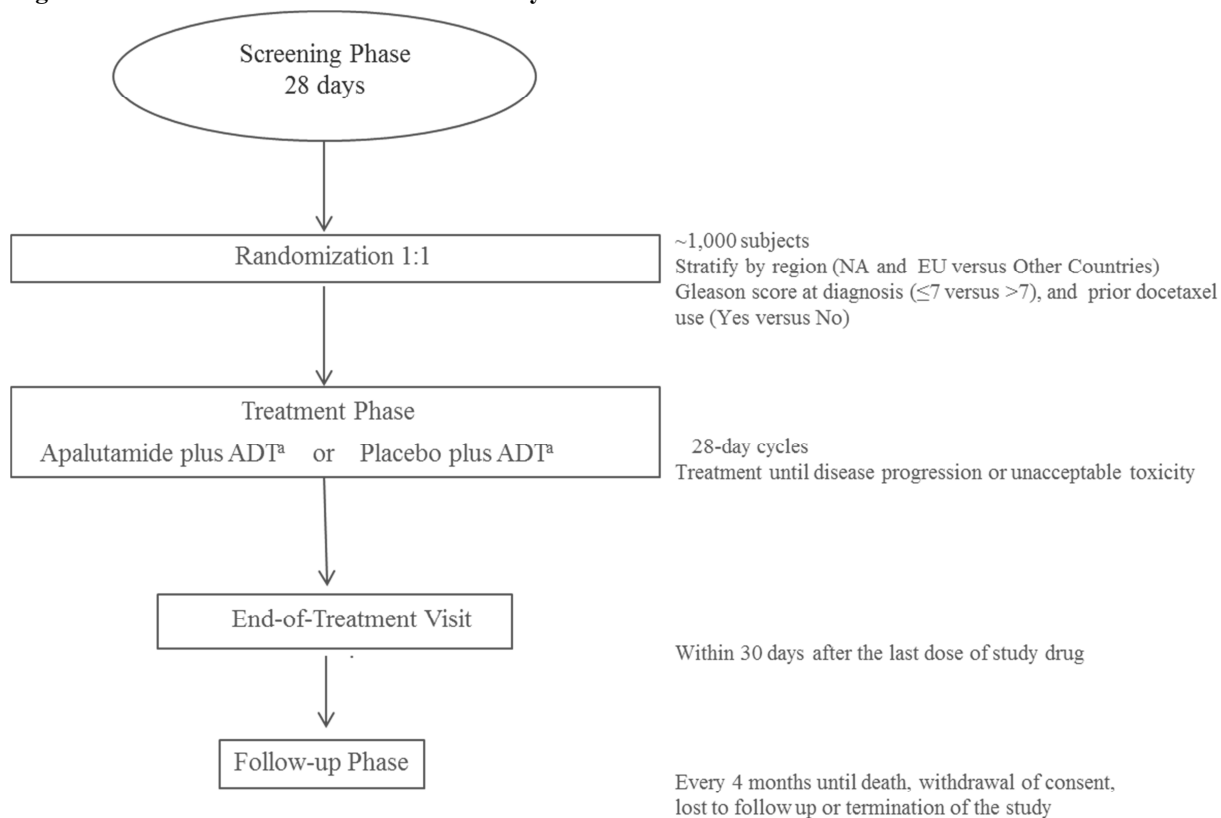 Screening Phase
28 days
Randomization 1:1
~1,000 subjects
Stratify by region (NA and EU versus Other Countries)
Gleason score at diagnosis (≤7 versus >7), and prior docetaxel
use (Yes versus No)
Treatment Phase
Apalutamide plus ADTª or Placebo plus ADTª
28-day cycles
Treatment until disease progression or unacceptable toxicity
End-of-Treatment Visit
Within 30 days after the last dose of study drug
Follow-up Phase
Every 4 months until death, withdrawal of consent,
lost to follow up or termination of the study